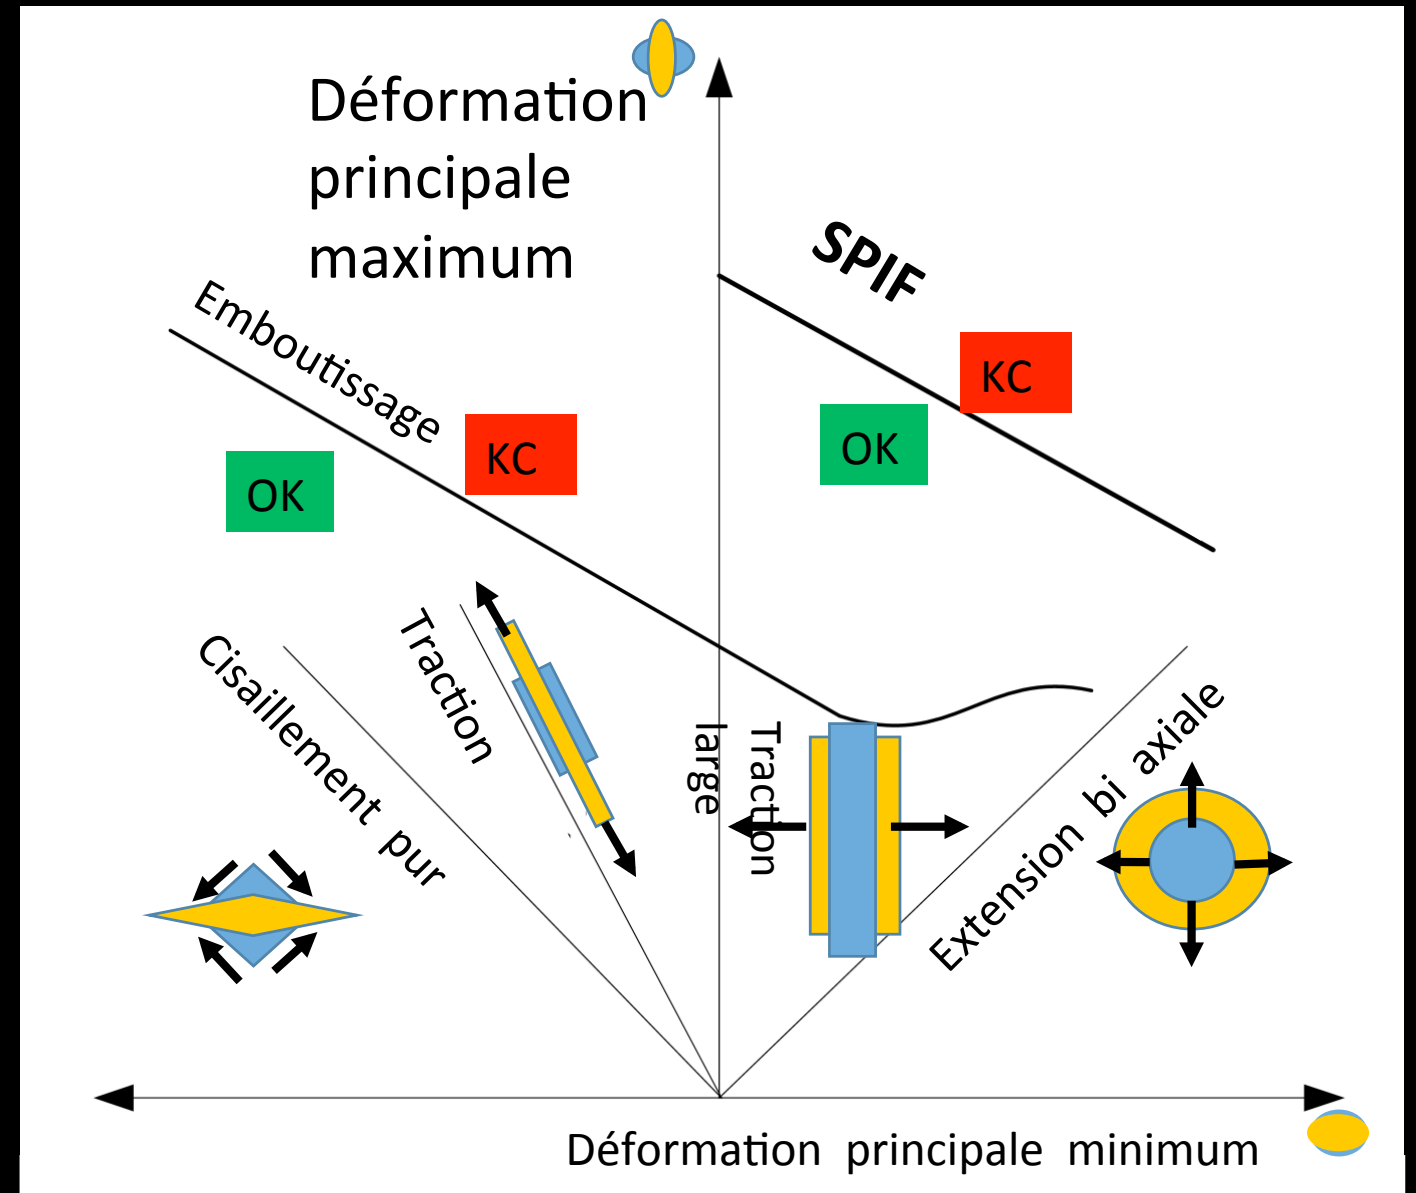 Déformation
principale
maximum
SPIF
Emboutissage
KC
OK
KC
OK
Cisaillement pur
Traction
Traction
large
Extension bi axiale
Déformation principale minimum